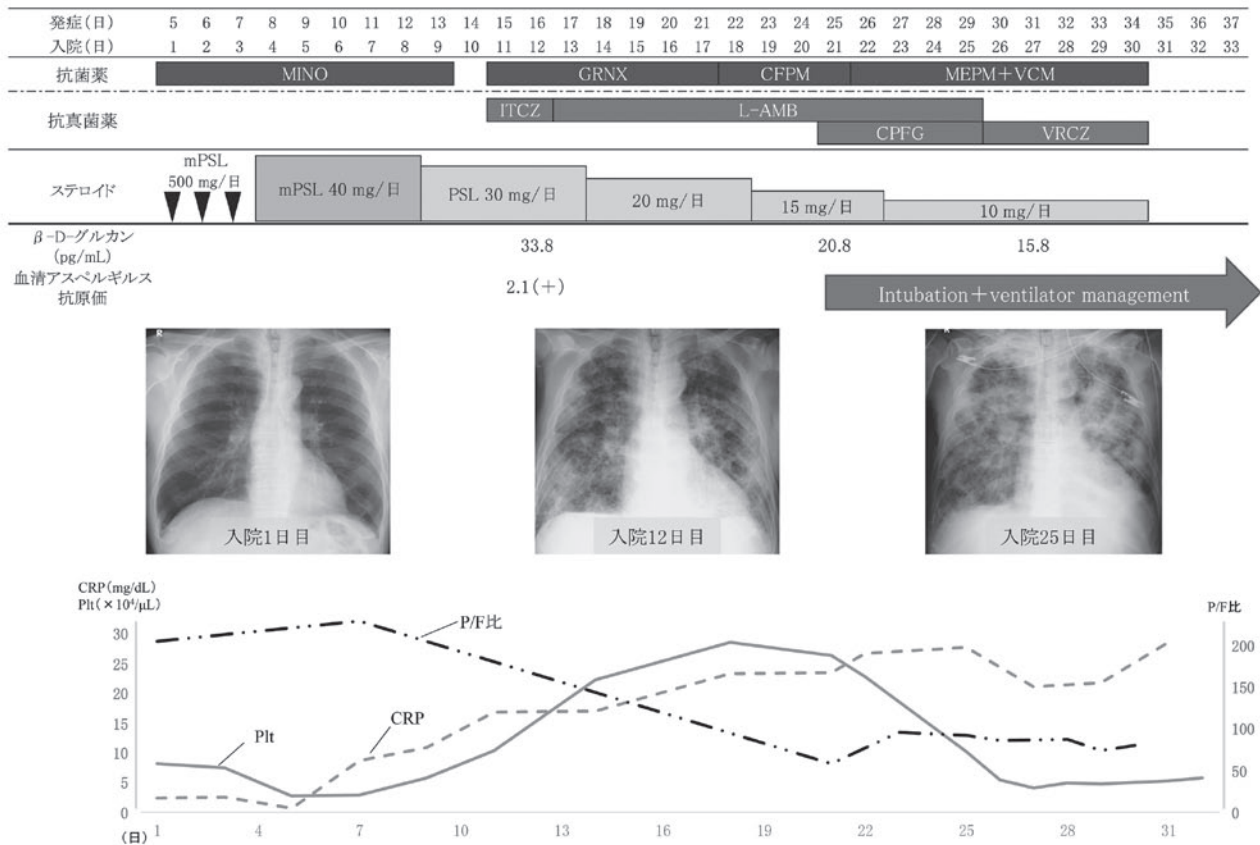 発症(日) 5 6 7 8 9 10 11 12 13 14 15 16 17 18 19 20 21 22 23 24 25 26 27 28 29 30 31 32 33 34 35 36 37
入院(日) 1 2 3 4 5 6 7 8 9 10 11 12 13 14 15 16 17 18 19 20 21 22 23 24 25 26 27 28 29 30 31 32 33
抗菌薬 MINO GRNX CFPM MEPM+VCM
抗真菌薬 ITCZ L-AMB
CPFG VRCZ
ステロイド
mPSL
500 mg/日
mPSL 40 mg/日 PSL 30 mg/日 20 mg/日 15 mg/日 10 mg/日
β-D-グルカン
(pg/mL)
33.8 20.8 15.8
血清アスペルギルス
抗原価
2.1(+)
Intubation+ventilator management
R
入院1日目 入院12日目 入院25日目
CRP(mg/dL)
Plt(×10⁴/μL)
P/F比
P/F比
CRP
Plt
30
25
20
15
10
5
0
200
150
100
50
0
(日) 1 4 7 10 13 16 19 22 25 28 31